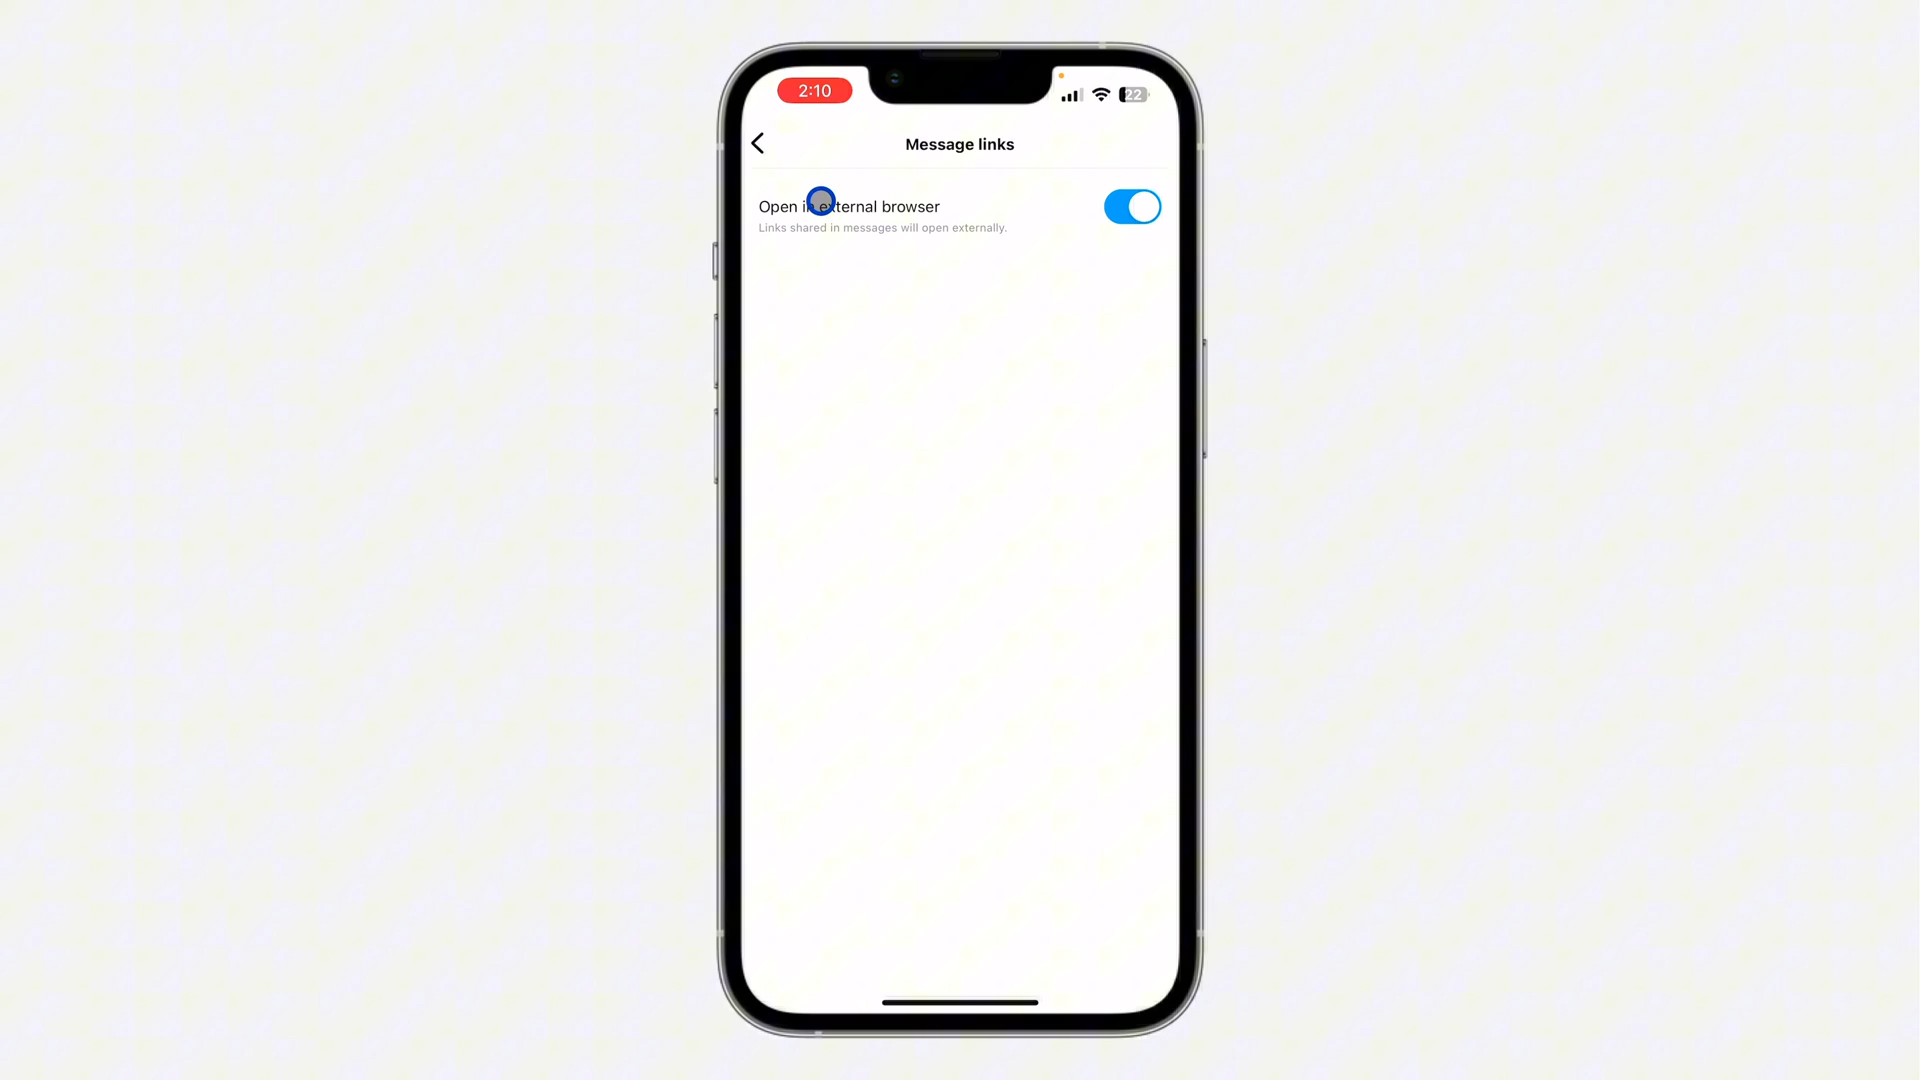 2:10
22
Message links
Open in external browser
Links shared in messages will open externally.